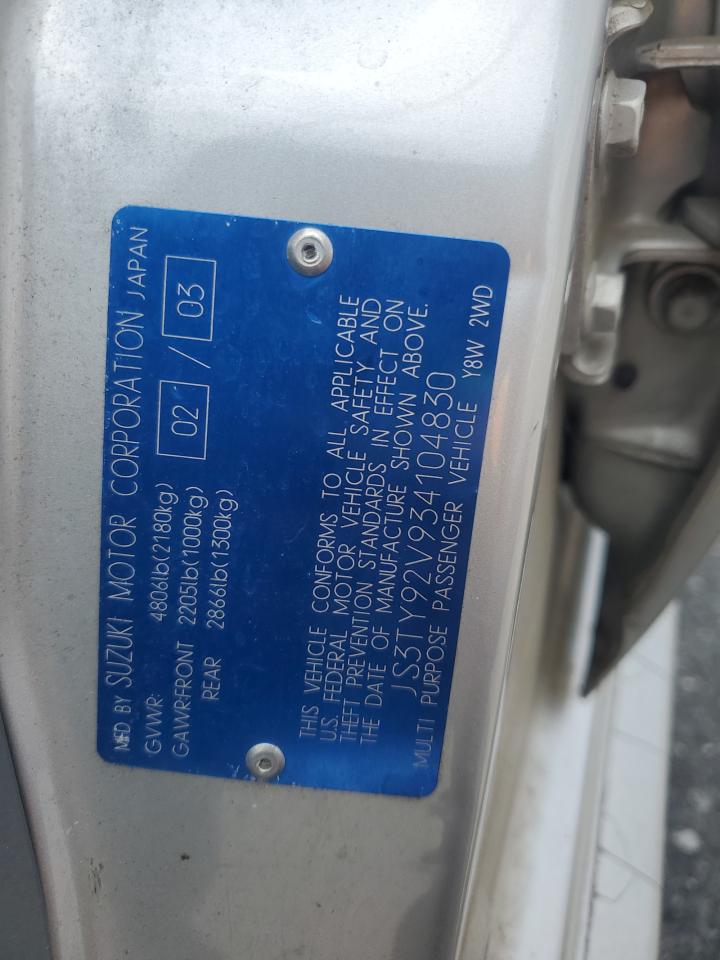 MFD BY SUZUKI MOTOR CORPORATION JAPAN
GVWR: 4806lb(2180kg) 02 / 03
GAWR:FRONT 2205lb(1000kg)
REAR 2866lb(1300kg)
THIS VEHICLE CONFORMS TO ALL APPLICABLE
U.S. FEDERAL MOTOR VEHICLE SAFETY AND
THEFT PREVENTION STANDARDS IN EFFECT ON
THE DATE OF MANUFACTURE SHOWN ABOVE.
JS3TY92V934104830
MULTI PURPOSE PASSENGER VEHICLE Y8W 2WD